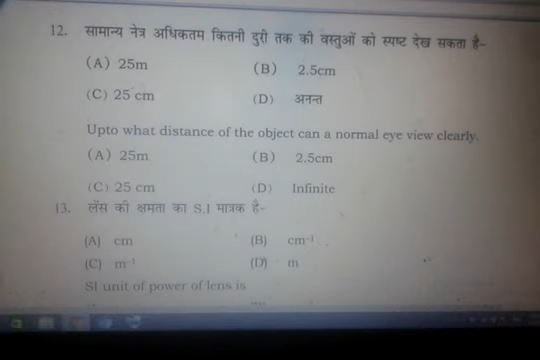 12. सामान्य नेत्र अधिकतम कितनी दुरी तक की वस्तुओं को स्पष्ट देख सकता है-
(A) 25m (B) 2.5cm
(C) 25 cm (D) अनन्त
Upto what distance of the object can a normal eye view clearly.
(A) 25m (B) 2.5cm
(C) 25 cm (D) Infinite
13. लेंस की क्षमता का S.I मात्रक है-
(A) cm (B) cm⁻¹
(C) m⁻¹ (D) m
SI unit of power of lens is